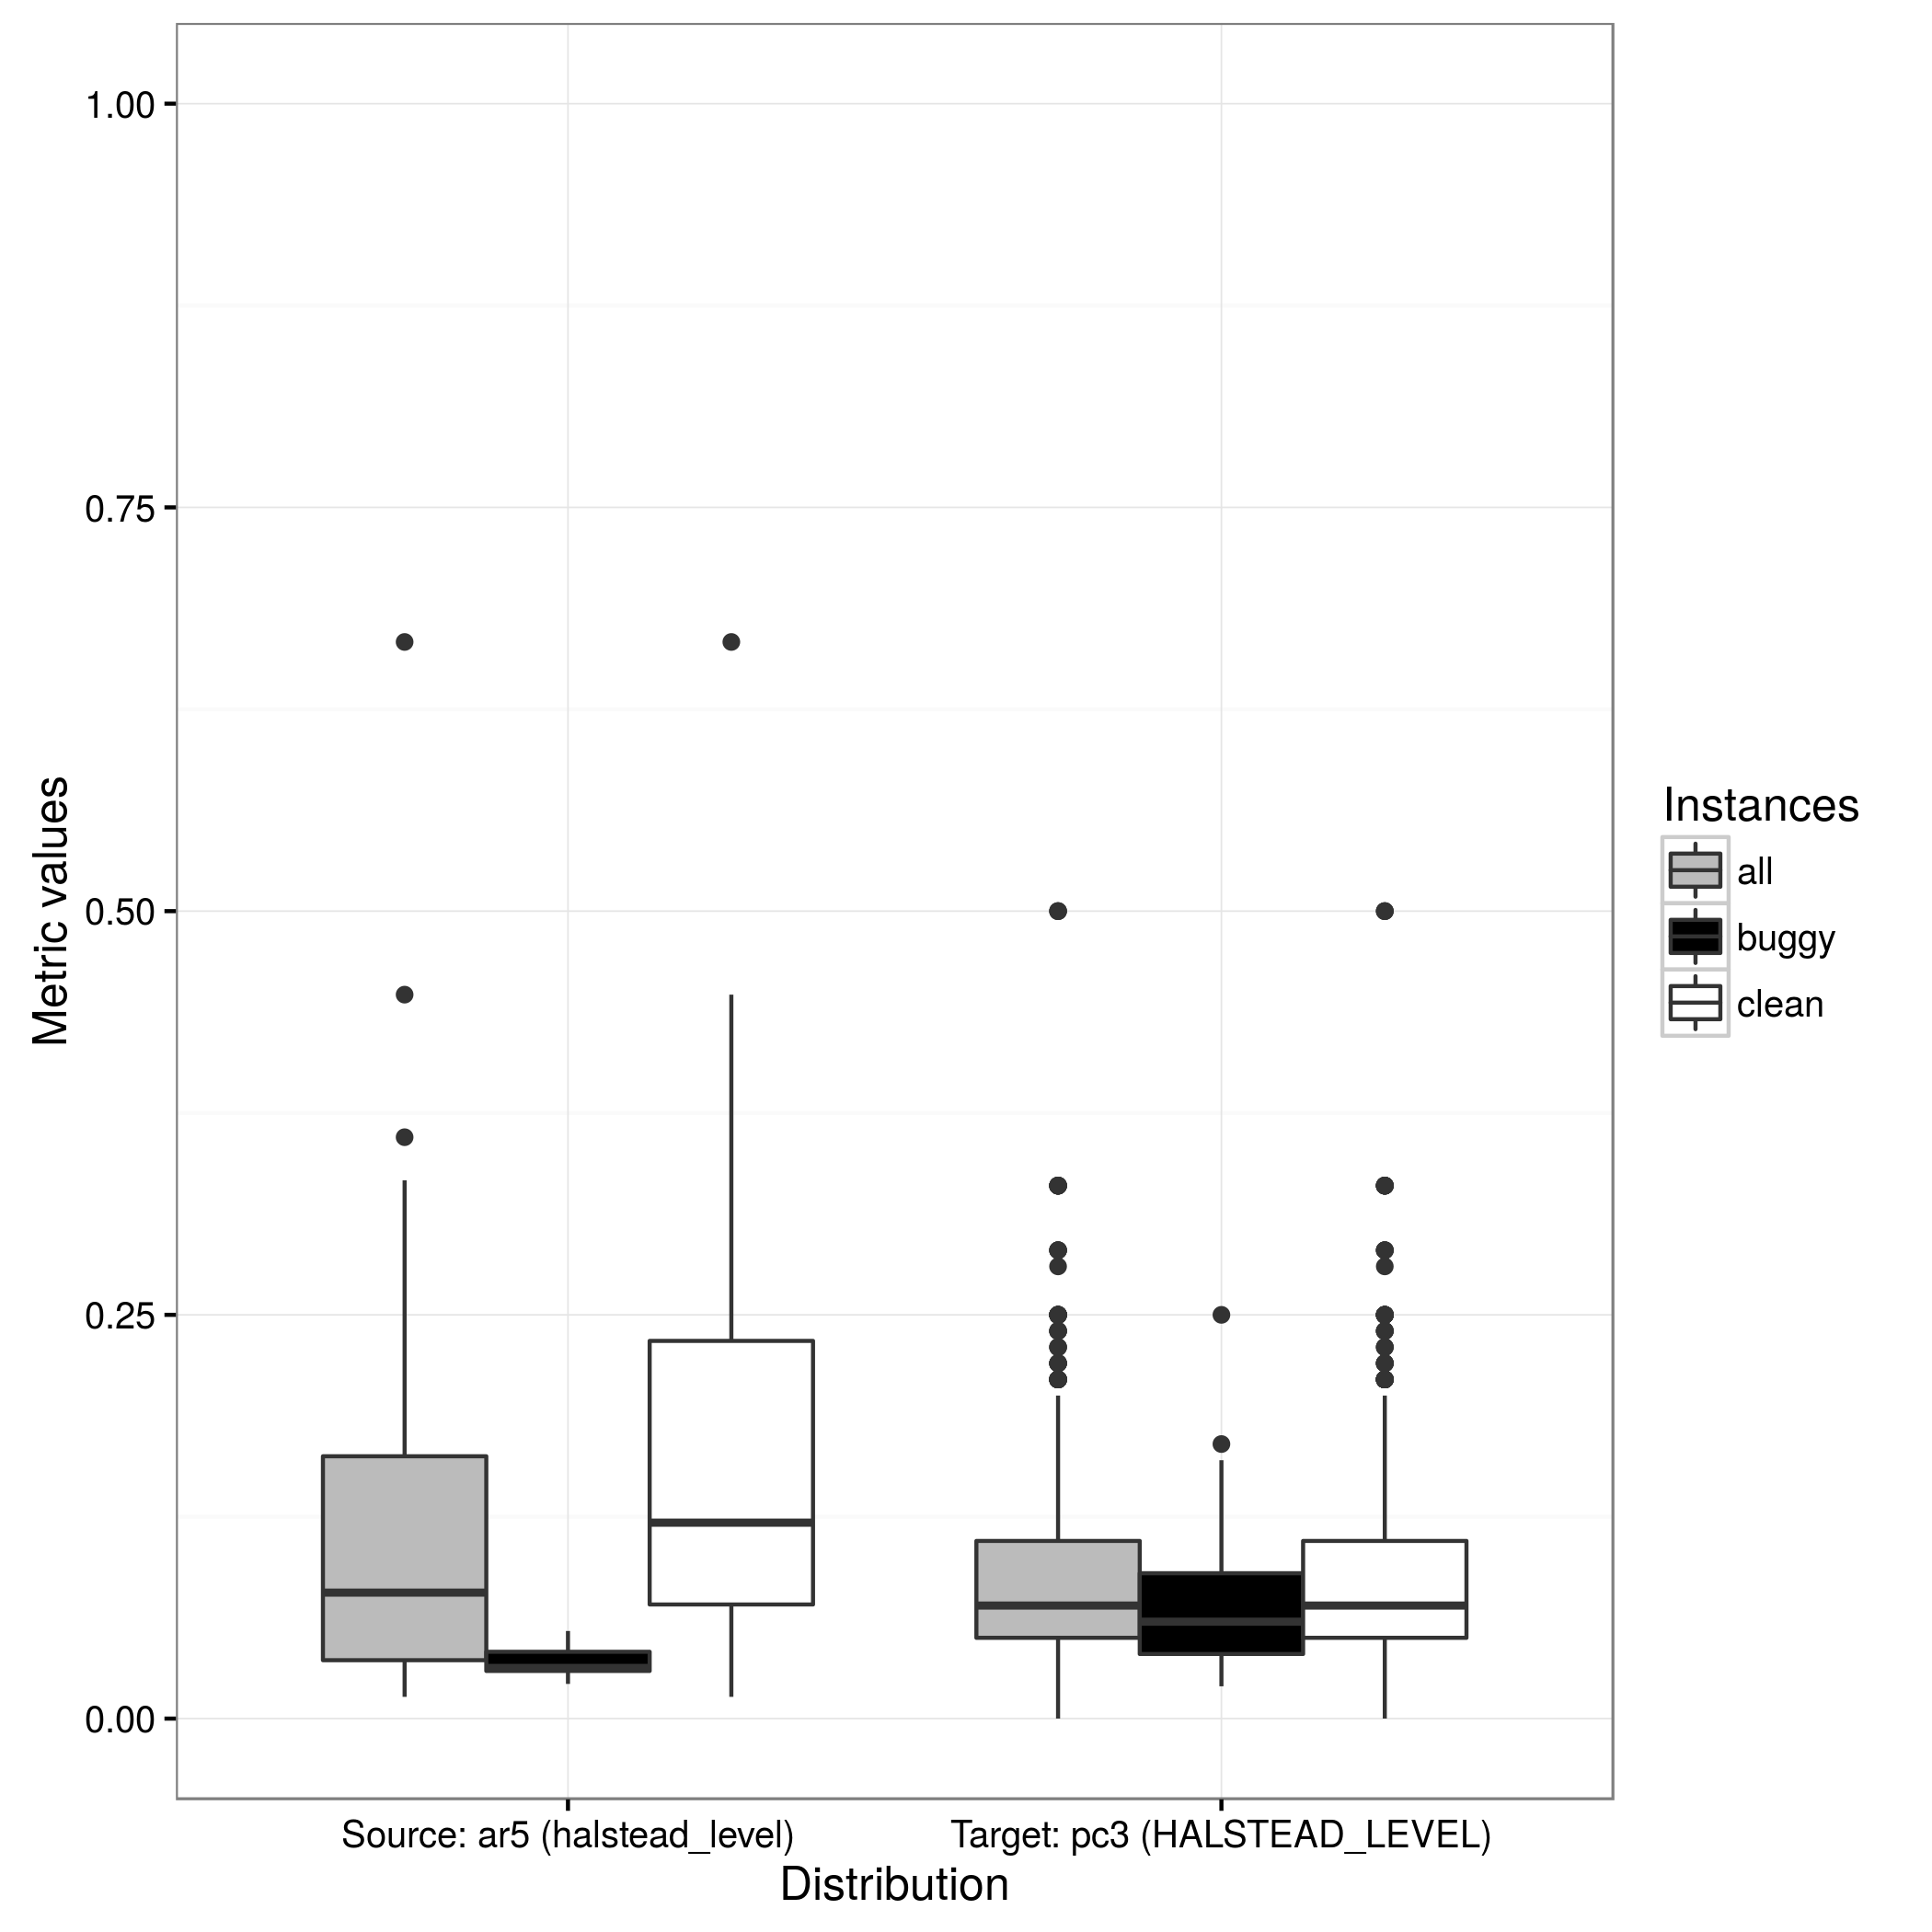 1.00
0.75
0.50
0.25
0.00
Metric values
Source: ar5 (halstead_level)
Target: pc3 (HALSTEAD_LEVEL)
Distribution
Instances
all
buggy
clean